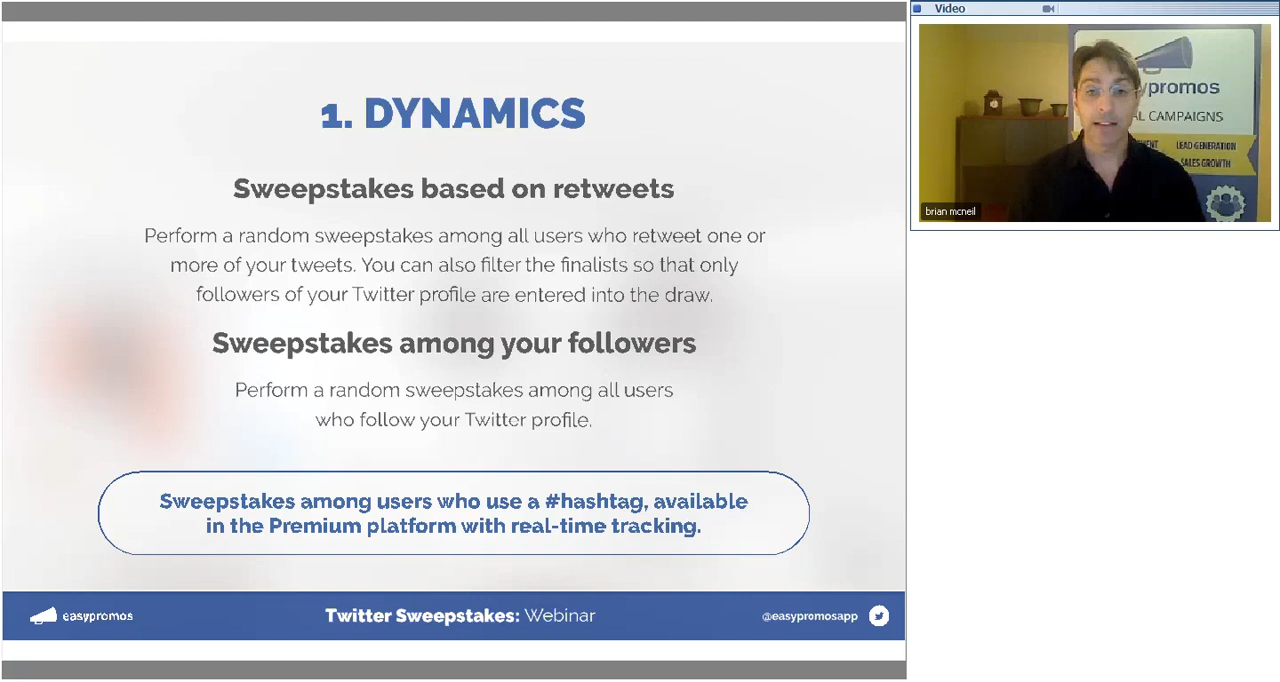 1. DYNAMICS
Sweepstakes based on retweets
Perform a random sweepstakes among all users who retweet one or
more of your tweets. You can also filter the finalists so that only
followers of your Twitter profile are entered into the draw.
Sweepstakes among your followers
Perform a random sweepstakes among all users
who follow your Twitter profile.
Sweepstakes among users who use a #hashtag, available
in the Premium platform with real-time tracking.
easypromos
Twitter Sweepstakes: Webinar
@easypromosapp
Video
ypromos
AL CAMPAIGNS
LEAD GENERATION
SALES GROWTH
brian mcneil